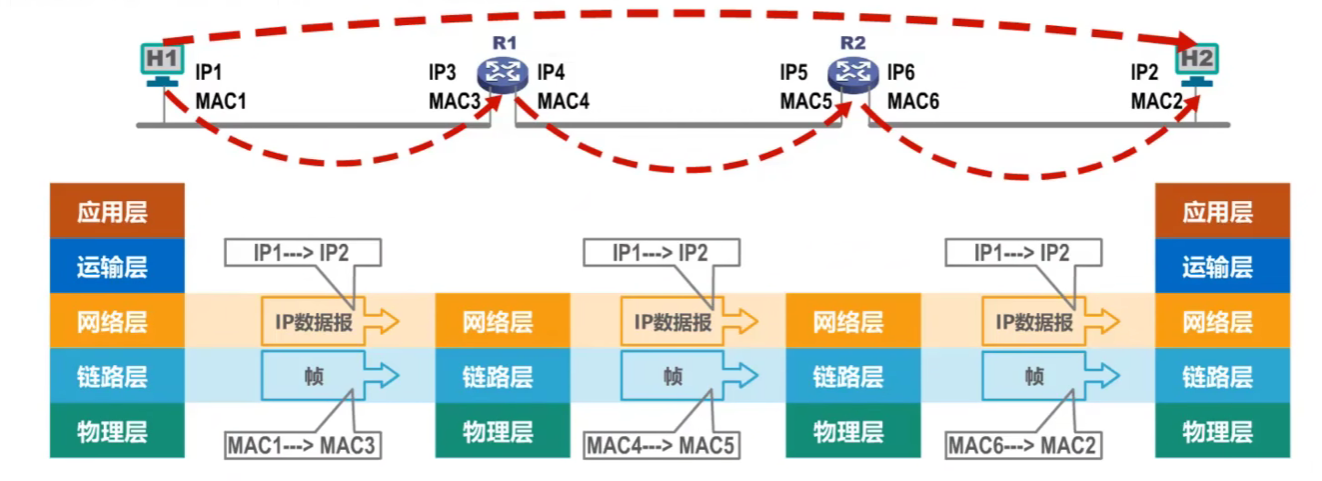 R1
R2
H1
H2
IP1
IP3
IP4
IP5
IP6
IP2
MAC1
MAC3
MAC4
MAC5
MAC6
MAC2
应用层
应用层
IP1---> IP2
IP1---> IP2
IP1---> IP2
运输层
运输层
网络层
IP数据报
网络层
IP数据报
网络层
IP数据报
网络层
链路层
帧
链路层
帧
链路层
帧
链路层
物理层
MAC1---> MAC3
物理层
MAC4---> MAC5
物理层
MAC6---> MAC2
物理层